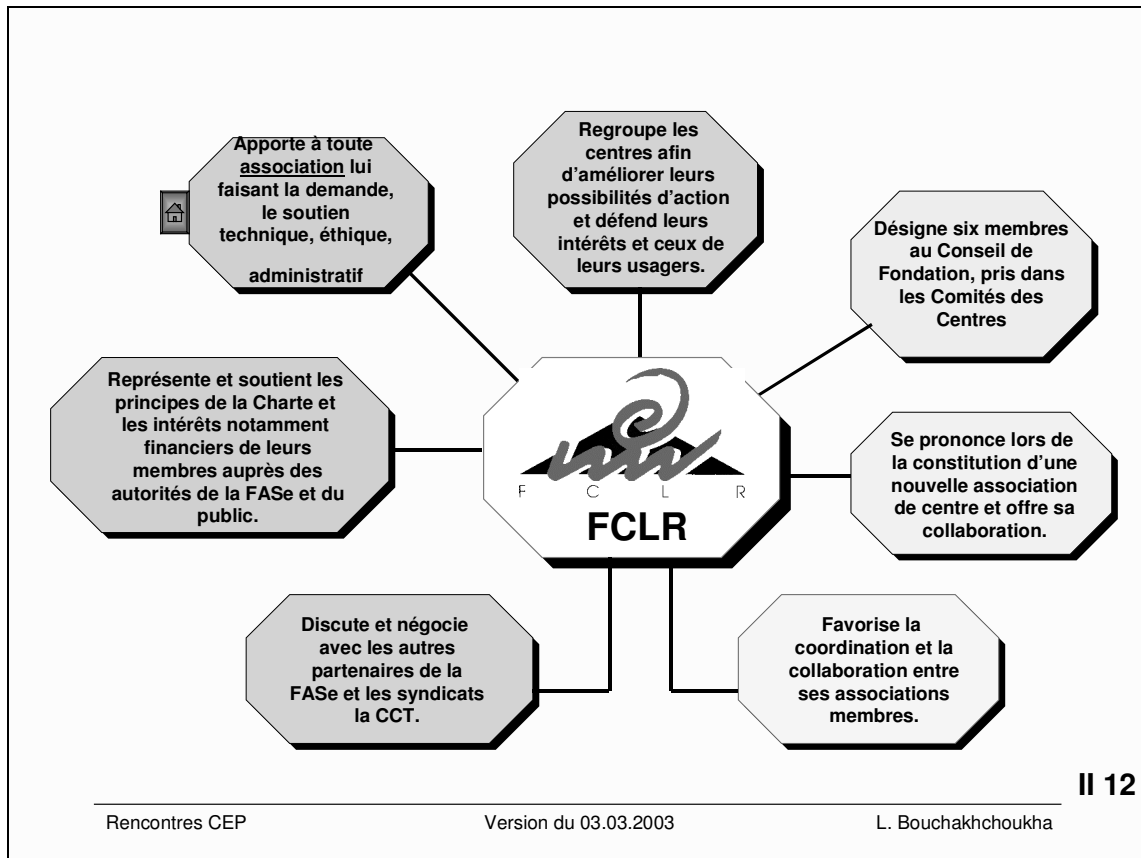 Apporte à toute
association lui
faisant la demande,
le soutien
technique, éthique,
administratif
Regroupe les
centres afin
d'améliorer leurs
possibilités d'action
et défend leurs
intérêts et ceux de
leurs usagers.
Désigne six membres
au Conseil de
Fondation, pris dans
les Comités des
Centres
Représente et soutient les
principes de la Charte et
les intérêts notamment
financiers de leurs
membres auprès des
autorités de la FASe et du
public.
F C L R
FCLR
Se prononce lors de
la constitution d'une
nouvelle association
de centre et offre sa
collaboration.
Discute et négocie
avec les autres
partenaires de la
FASe et les syndicats
la CCT.
Favorise la
coordination et la
collaboration entre
ses associations
membres.
II 12
Rencontres CEP Version du 03.03.2003 L. Bouchakhchoukha